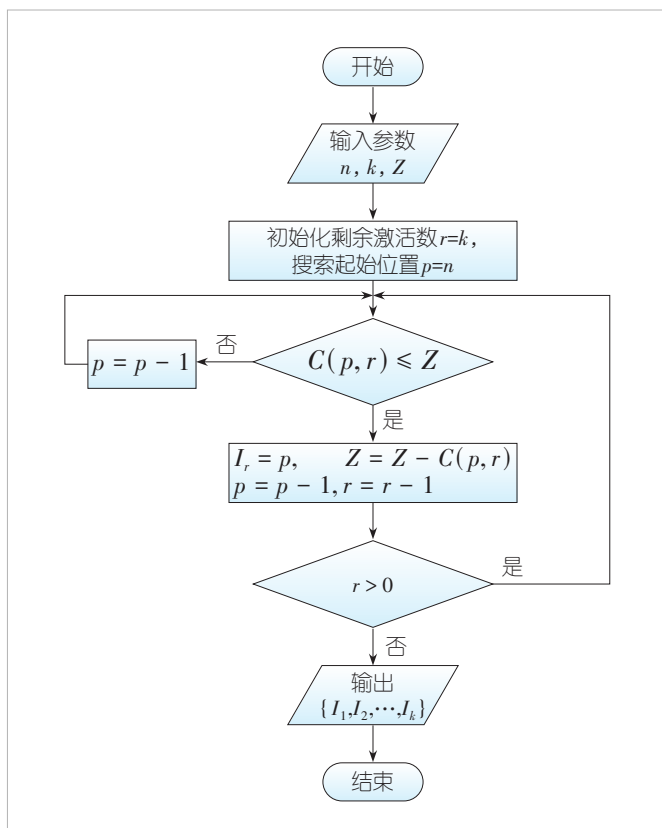 开始
输入参数
n, k, Z
初始化剩余激活数r=k,
搜索起始位置p=n
否
p = p − 1
C(p,r) ⩽ Z
是
I_r = p, Z = Z − C(p,r)
p = p − 1, r = r − 1
r > 0
是
否
输出
{I_1,I_2,⋯,I_k}
结束